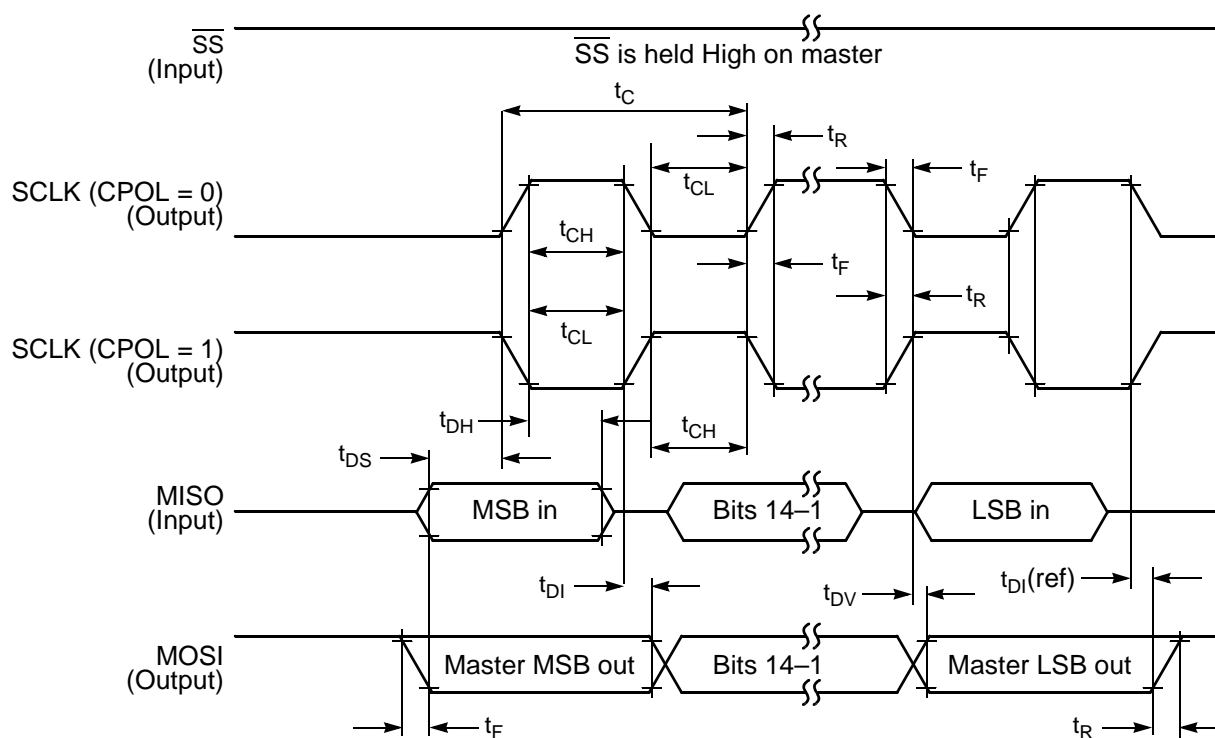 SS
(Input)
SS is held High on master
tC
tR
tF
SCLK (CPOL = 0)
(Output)
tCL
tCH
tF
tR
tCL
SCLK (CPOL = 1)
(Output)
tDH
tCH
tDS
MISO
(Input)
MSB in
Bits 14–1
LSB in
tDI
tDV
tDI(ref)
MOSI
(Output)
Master MSB out
Bits 14–1
Master LSB out
tF
tR